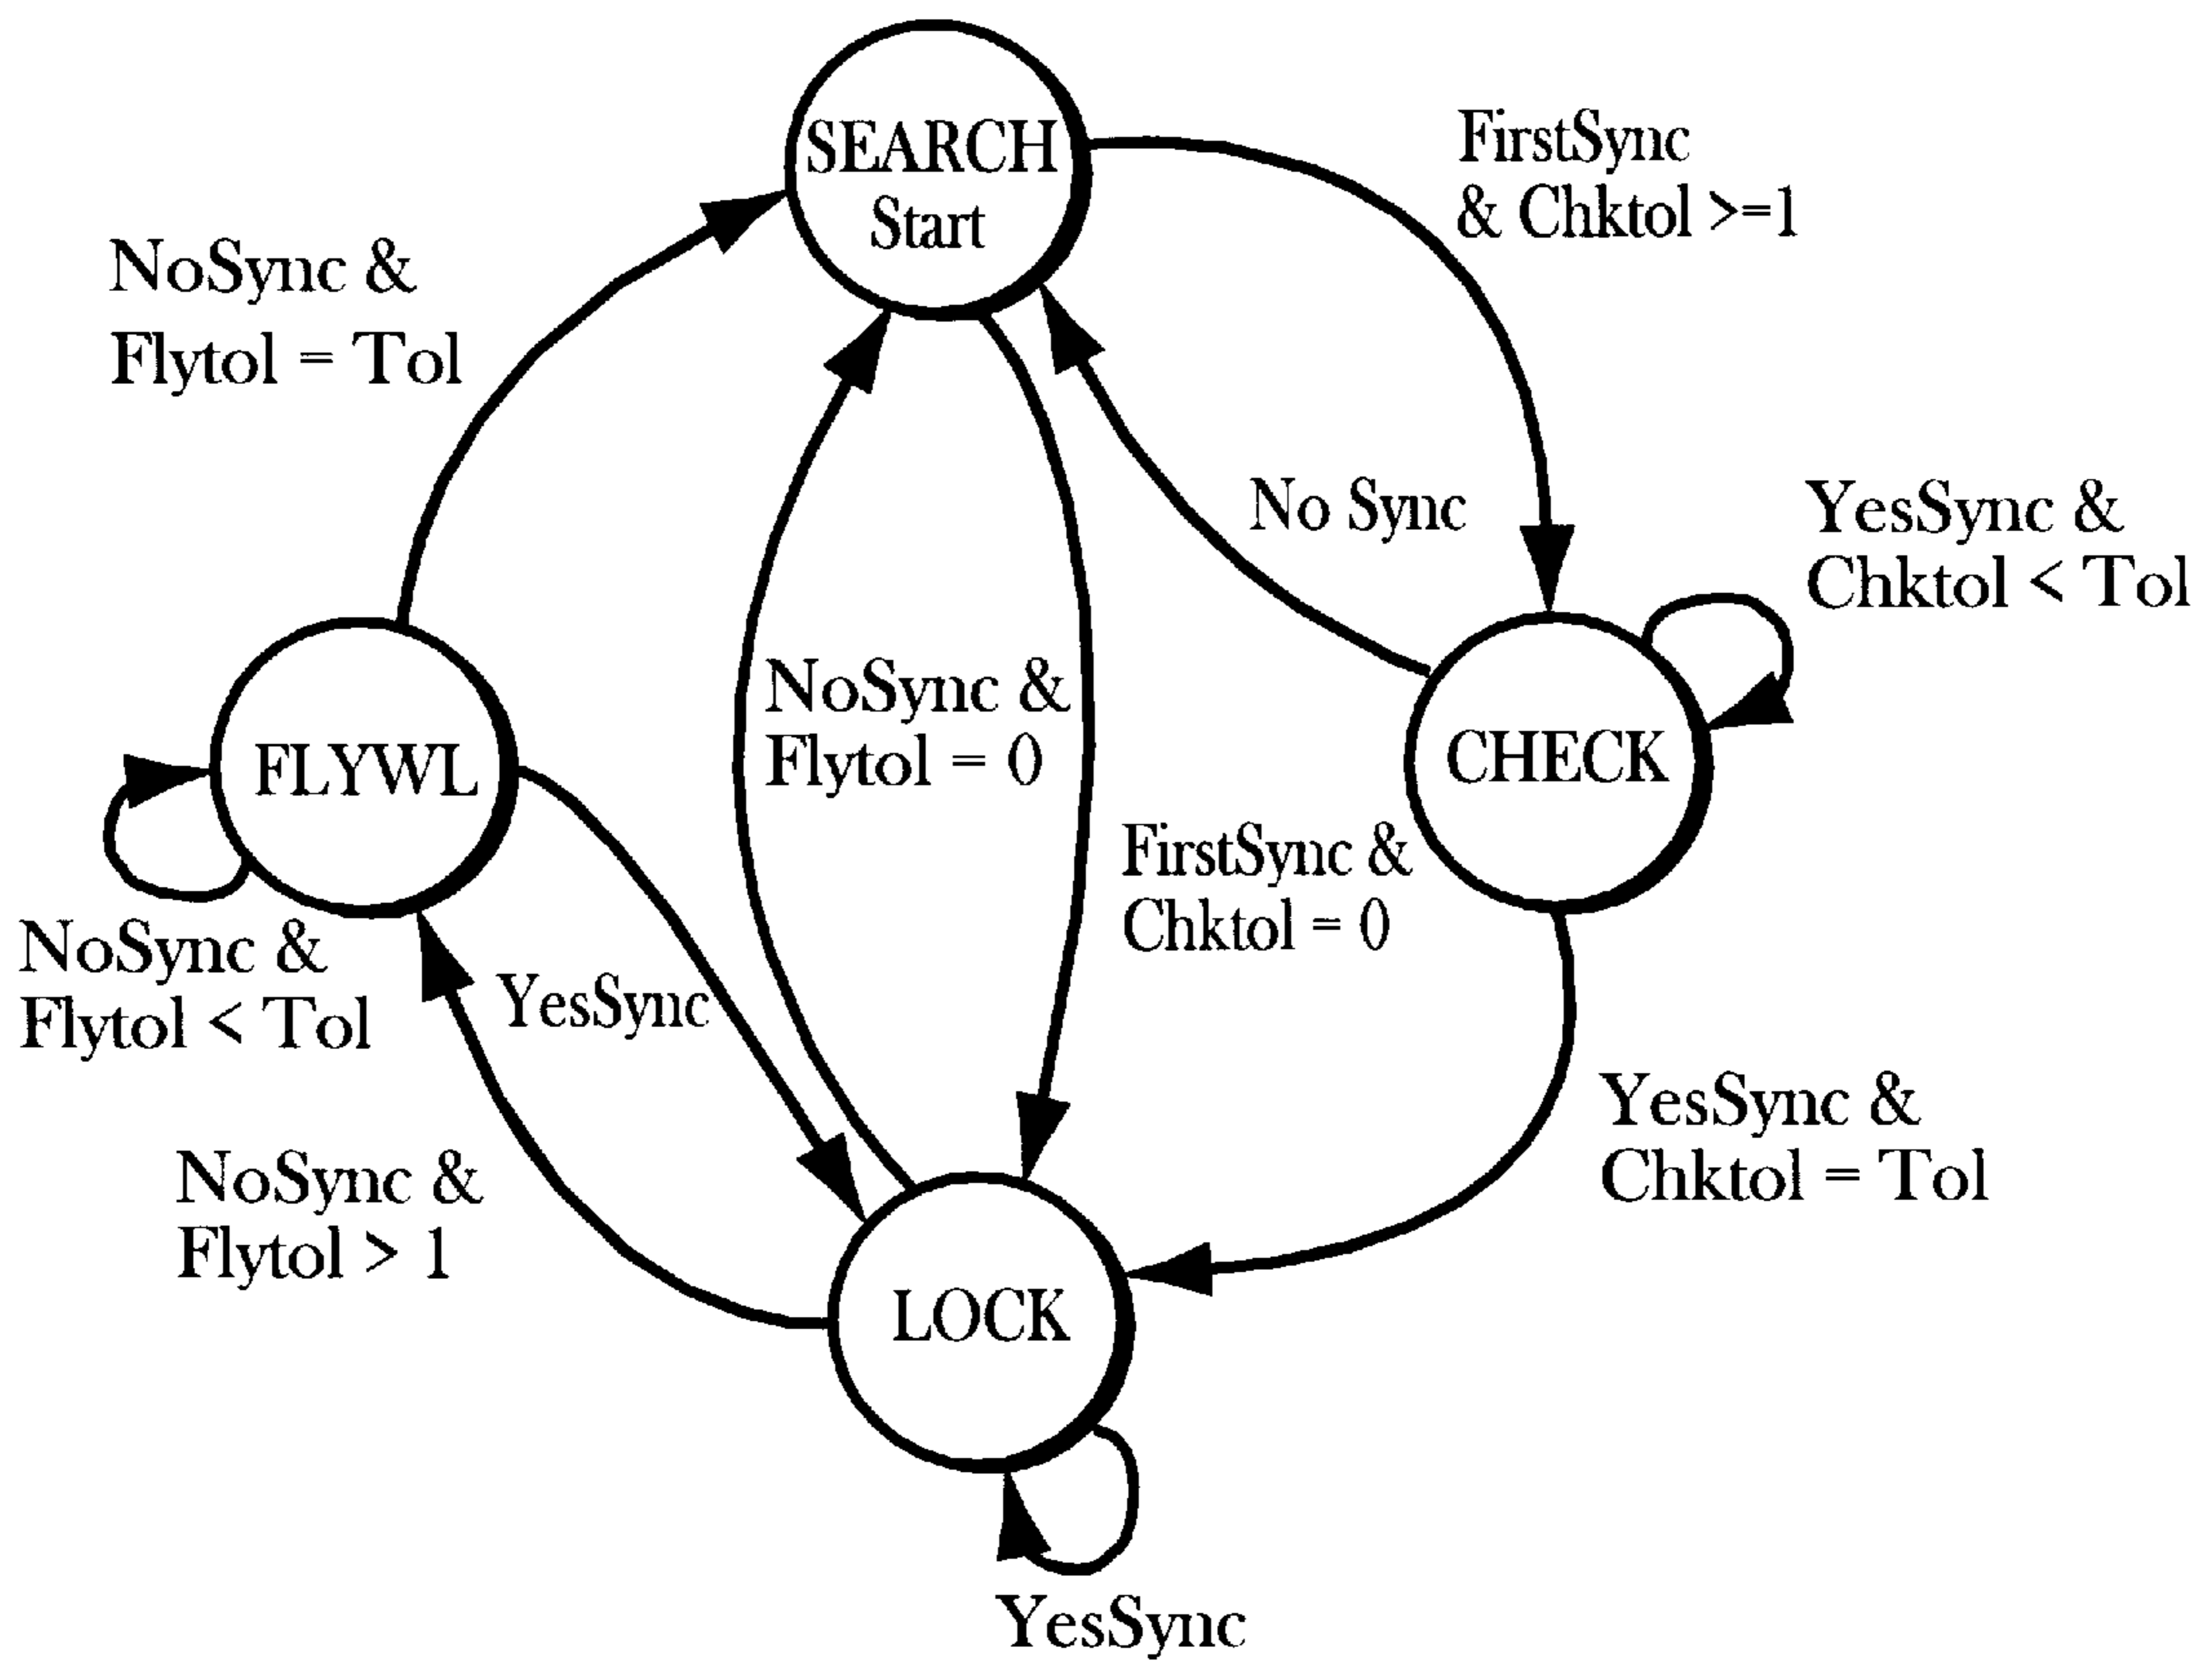 SEARCH
Start
FirstSync
& Chktol >=1
NoSync &
Flytol = Tol
No Sync
YesSync &
Chktol < Tol
NoSync &
Flytol = 0
FLYWL
CHECK
FirstSync &
Chktol = 0
NoSync &
Flytol < Tol
YesSync
YesSync &
Chktol = Tol
NoSync &
Flytol > 1
LOCK
YesSync